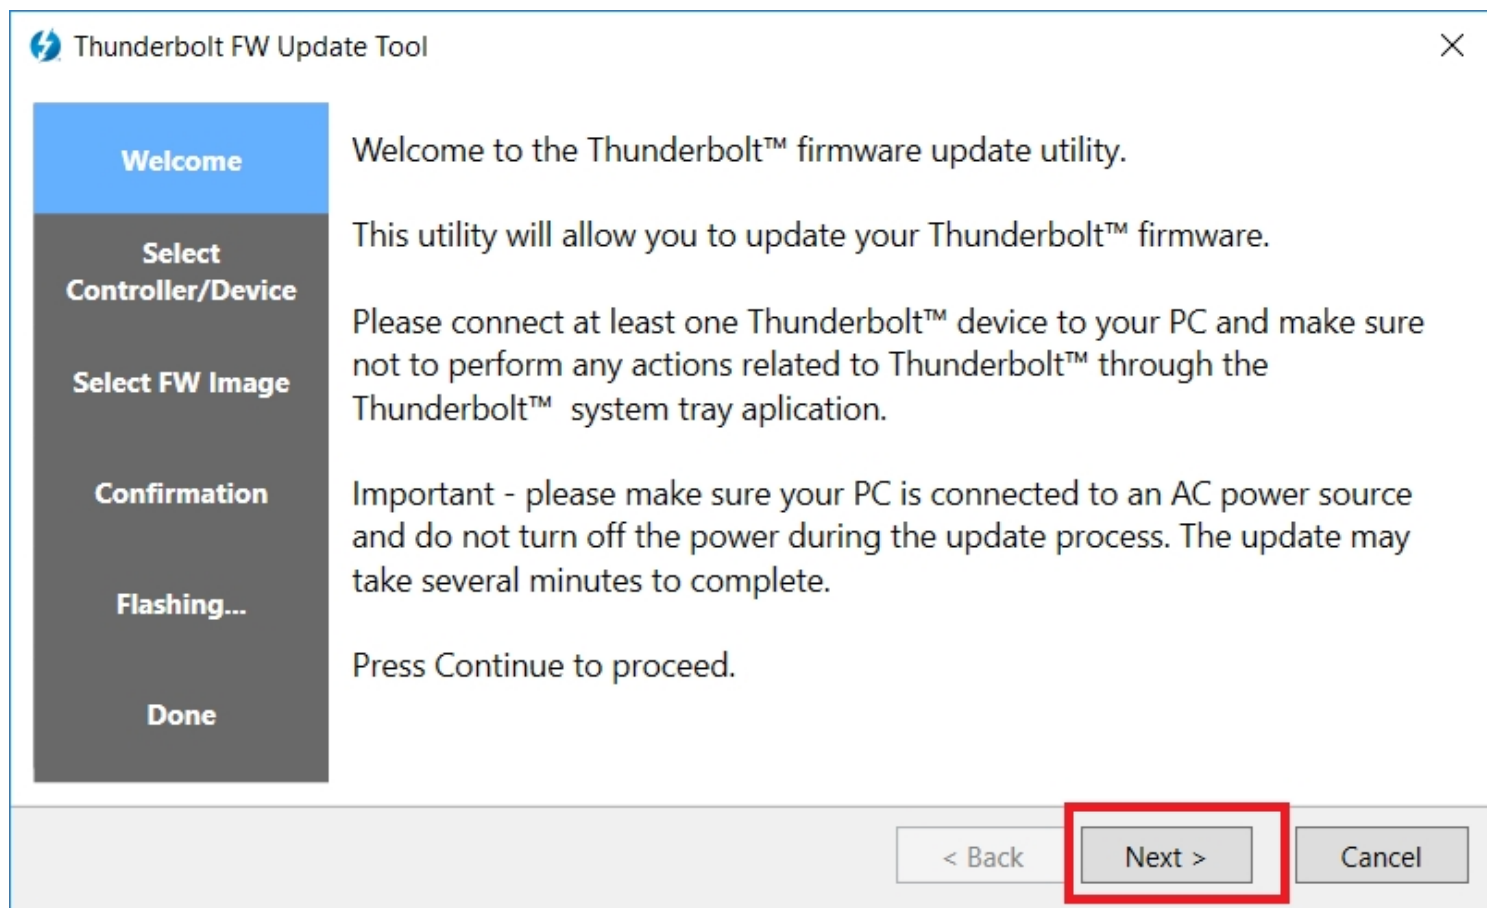 Thunderbolt FW Update Tool
Welcome
Select
Controller/Device
Select FW Image
Confirmation
Flashing...
Done
Welcome to the Thunderbolt™ firmware update utility.
This utility will allow you to update your Thunderbolt™ firmware.
Please connect at least one Thunderbolt™ device to your PC and make sure
not to perform any actions related to Thunderbolt™ through the
Thunderbolt™  system tray aplication.
Important - please make sure your PC is connected to an AC power source
and do not turn off the power during the update process. The update may
take several minutes to complete.
Press Continue to proceed.
< Back
Next >
Cancel